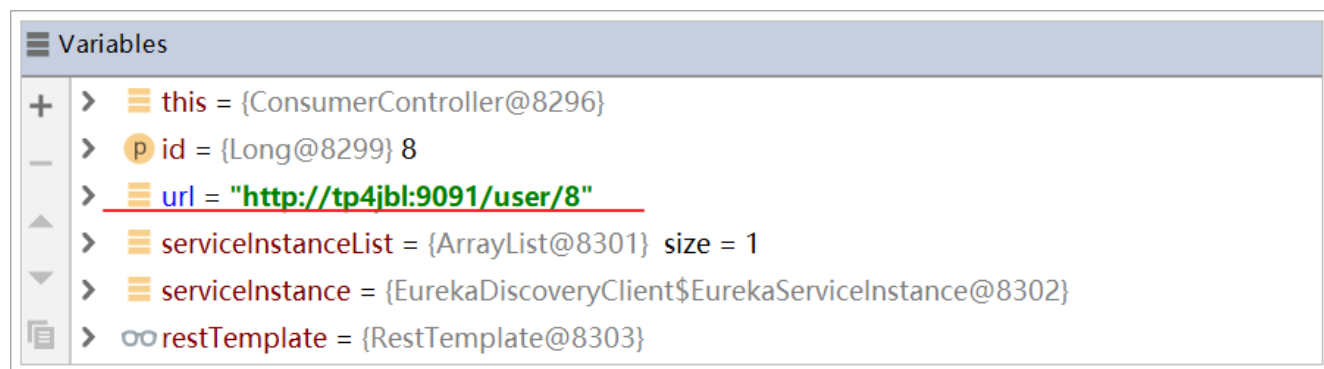 Variables
this = {ConsumerController@8296}
p id = {Long@8299} 8
url = "http://tp4jbl:9091/user/8"
serviceInstanceList = {ArrayList@8301} size = 1
serviceInstance = {EurekaDiscoveryClient$EurekaServiceInstance@8302}
restTemplate = {RestTemplate@8303}